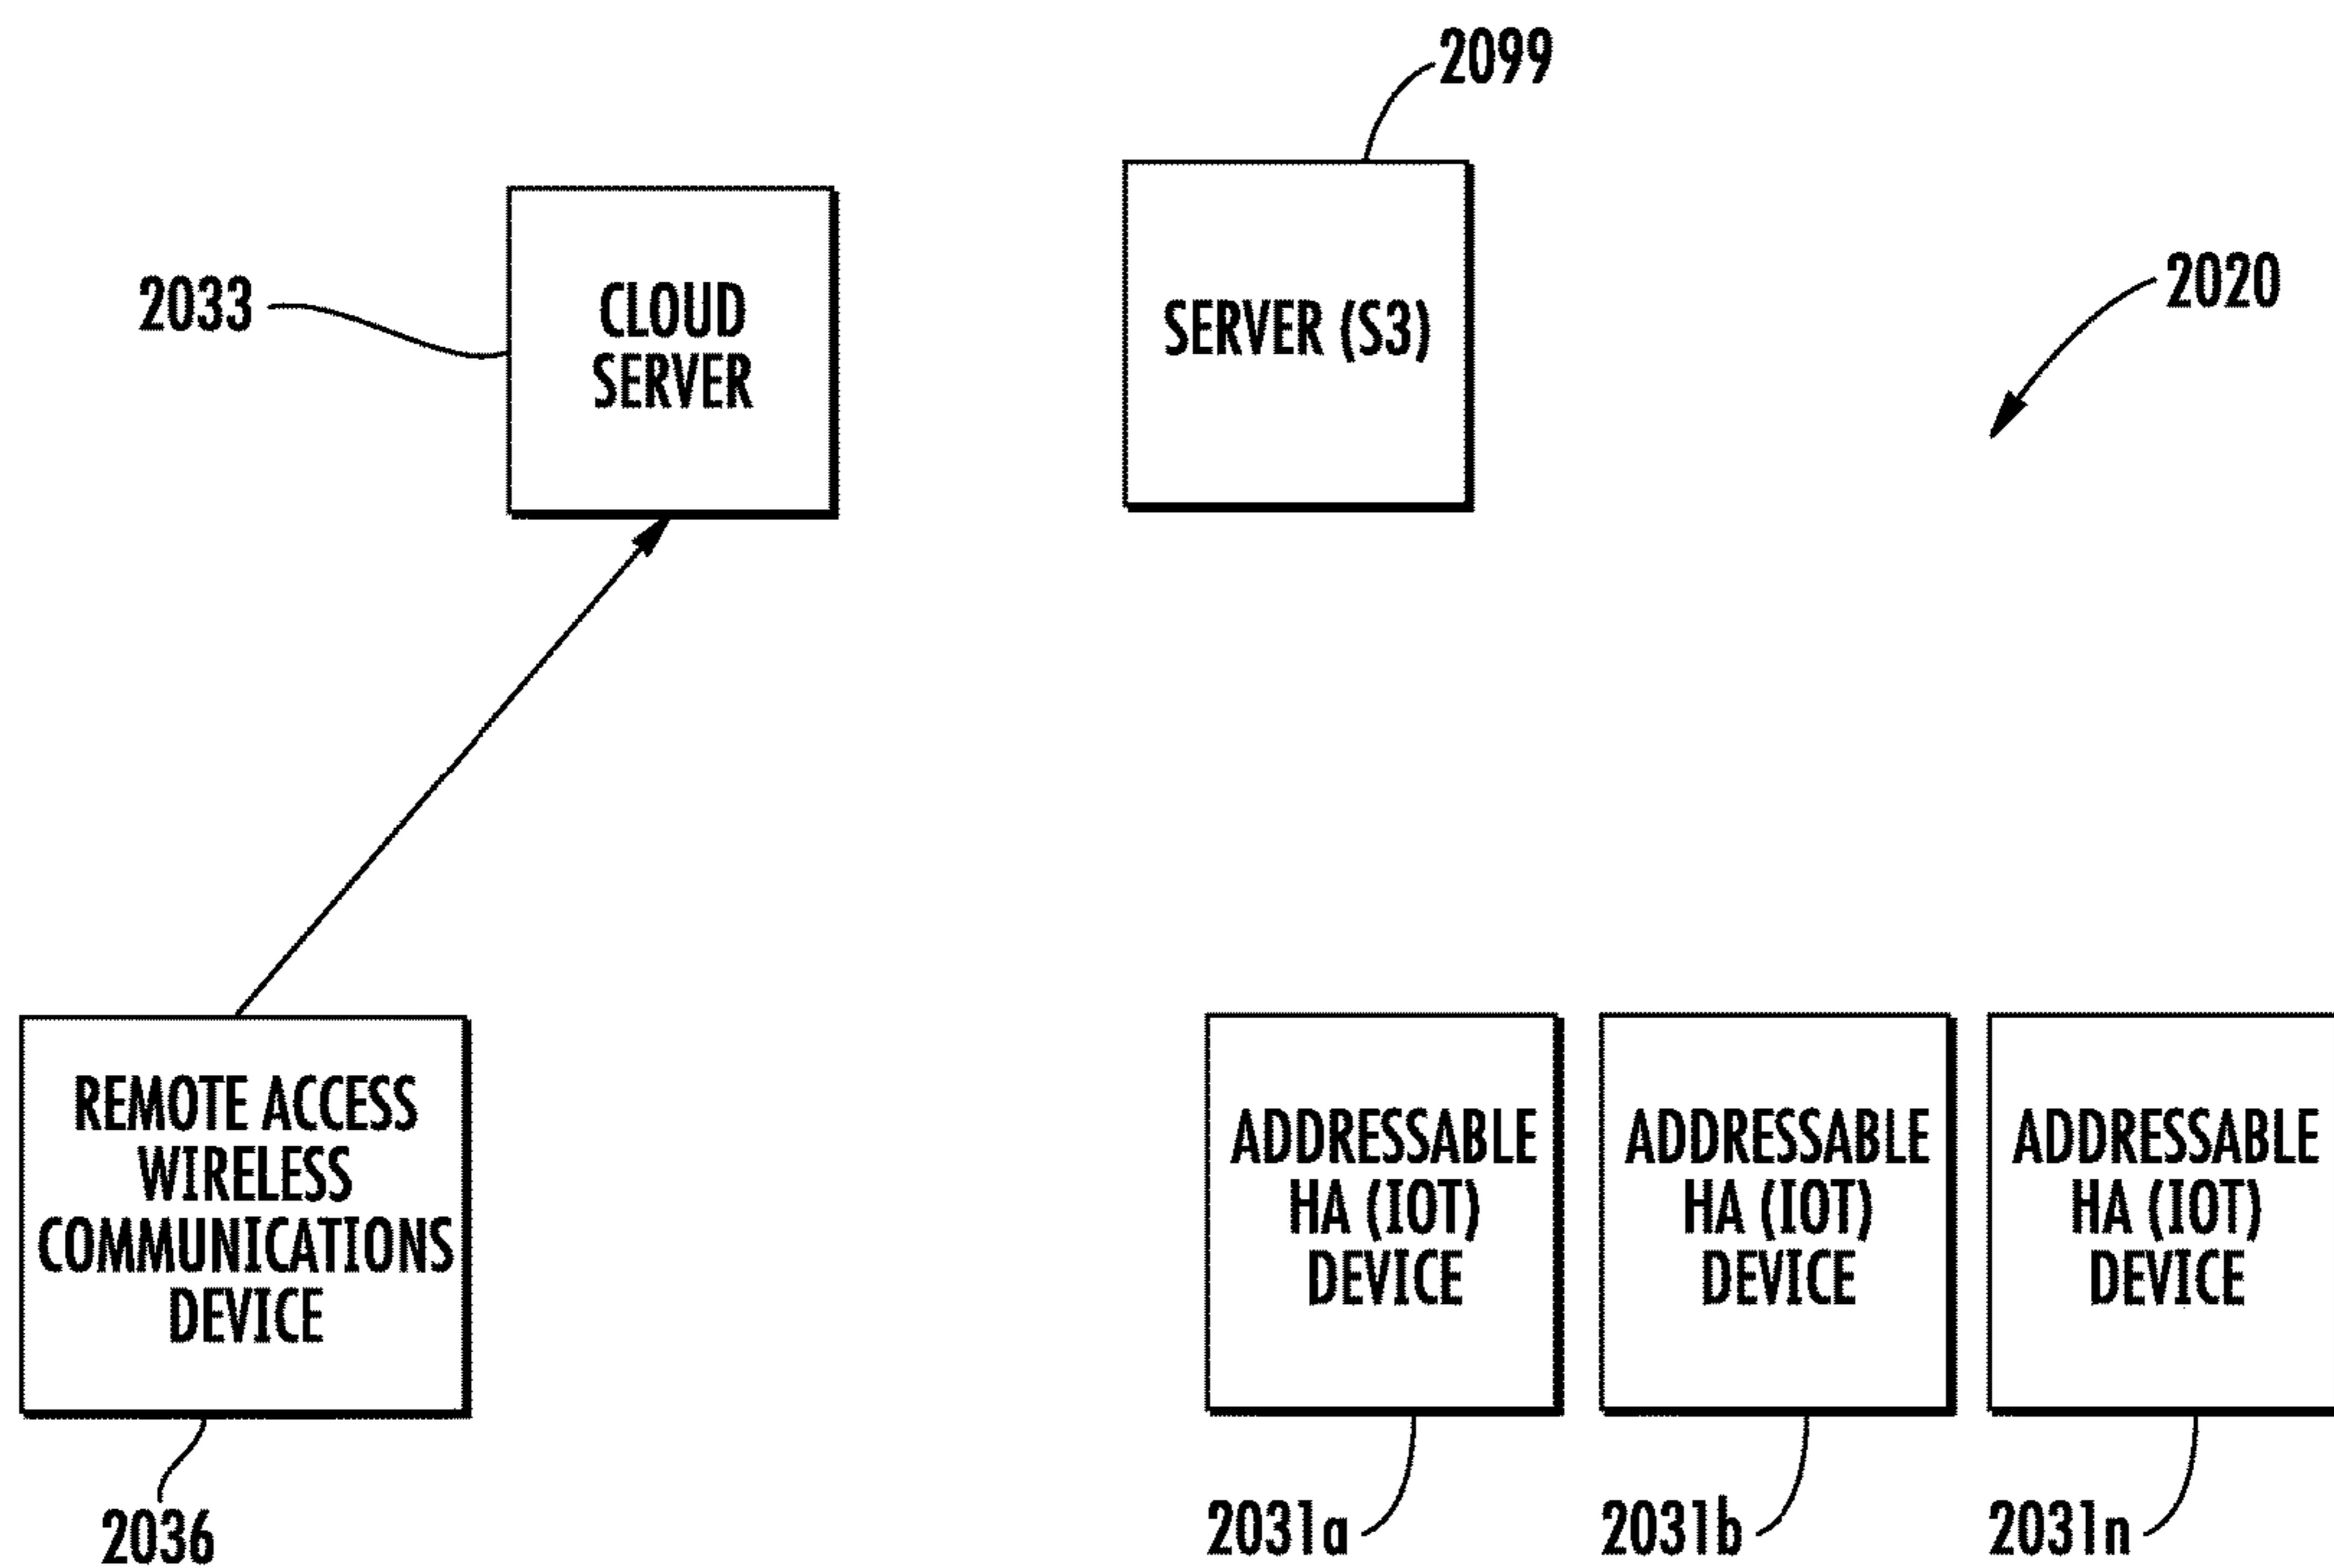 2099
2033
CLOUD
SERVER
SERVER (S3)
2020
REMOTE ACCESS
WIRELESS
COMMUNICATIONS
DEVICE
ADDRESSABLE
HA (IOT)
DEVICE
ADDRESSABLE
HA (IOT)
DEVICE
ADDRESSABLE
HA (IOT)
DEVICE
2036
2031a
2031b
2031n